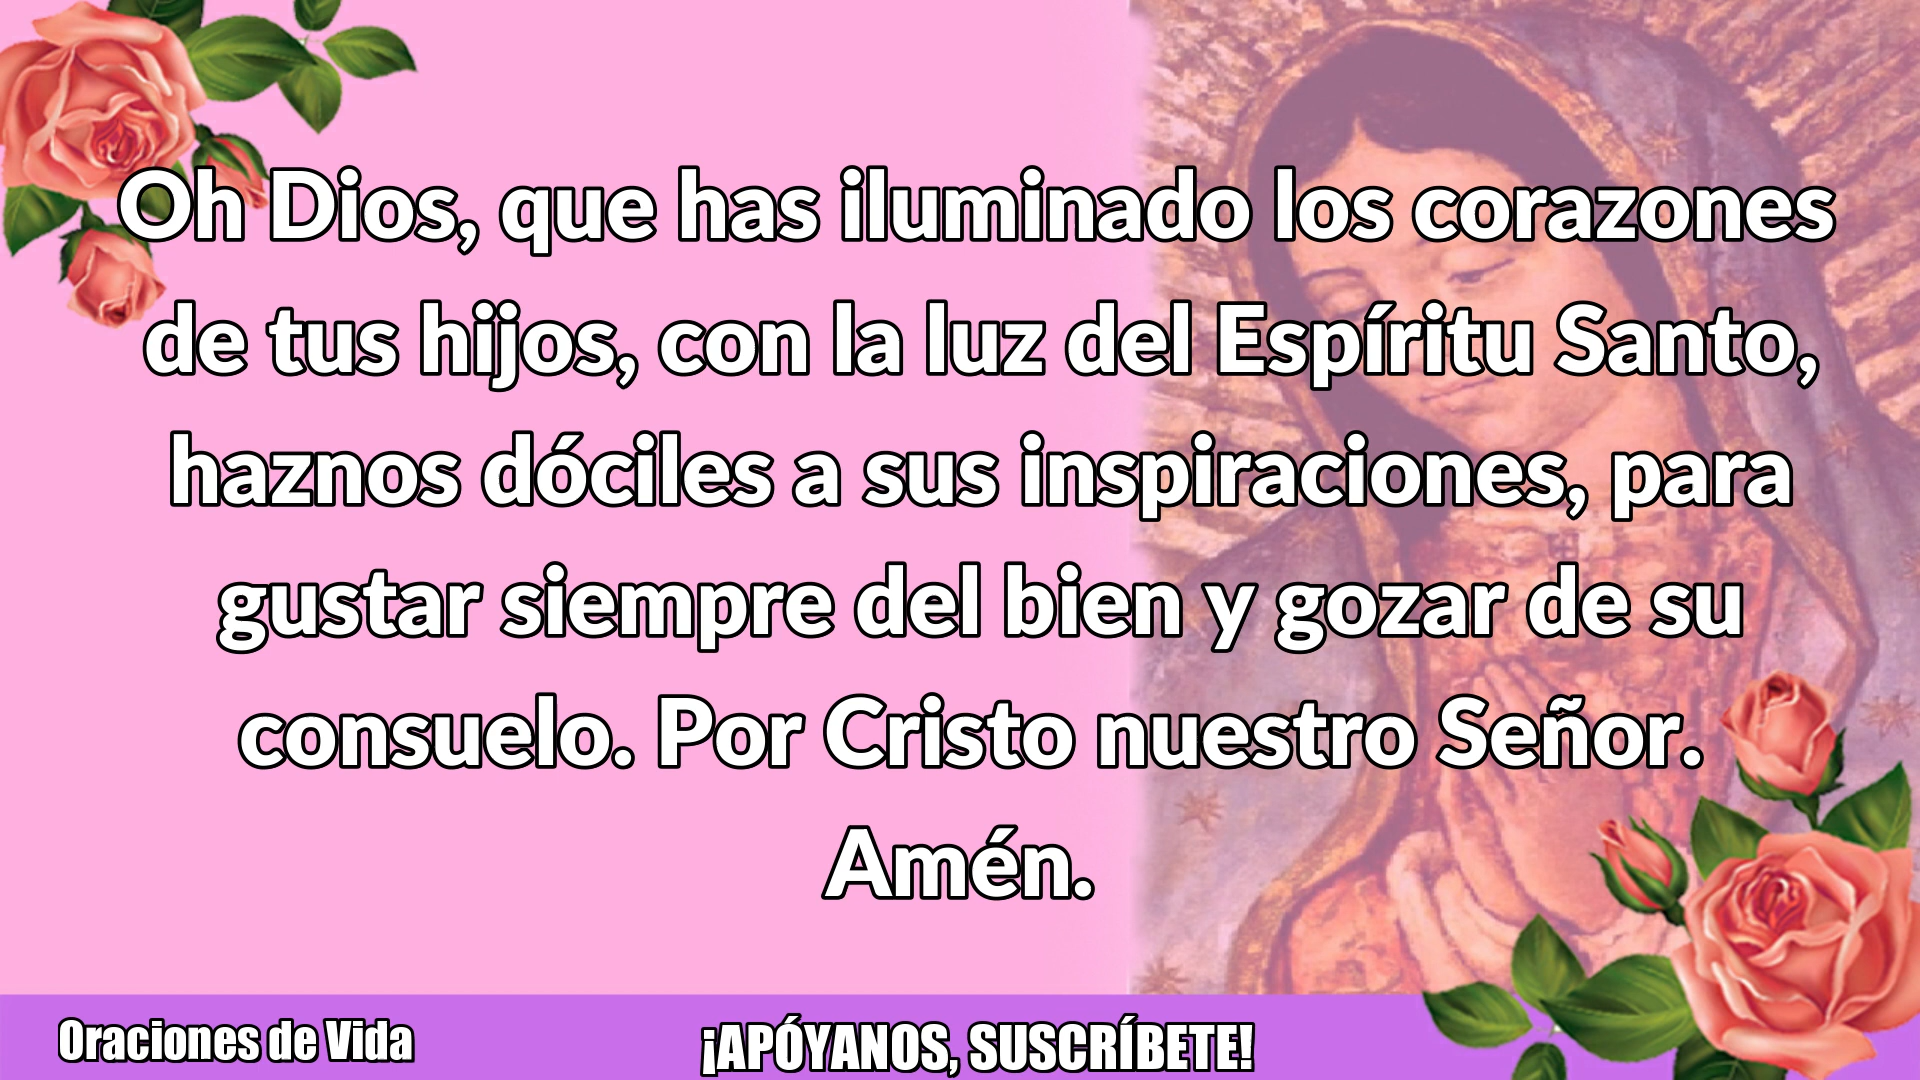 Oh Dios, que has iluminado los corazones
de tus hijos, con la luz del Espíritu Santo,
haznos dóciles a sus inspiraciones, para
gustar siempre del bien y gozar de su
consuelo. Por Cristo nuestro Señor.
Amén.
Oraciones de Vida
¡APÓYANOS, SUSCRÍBETE!